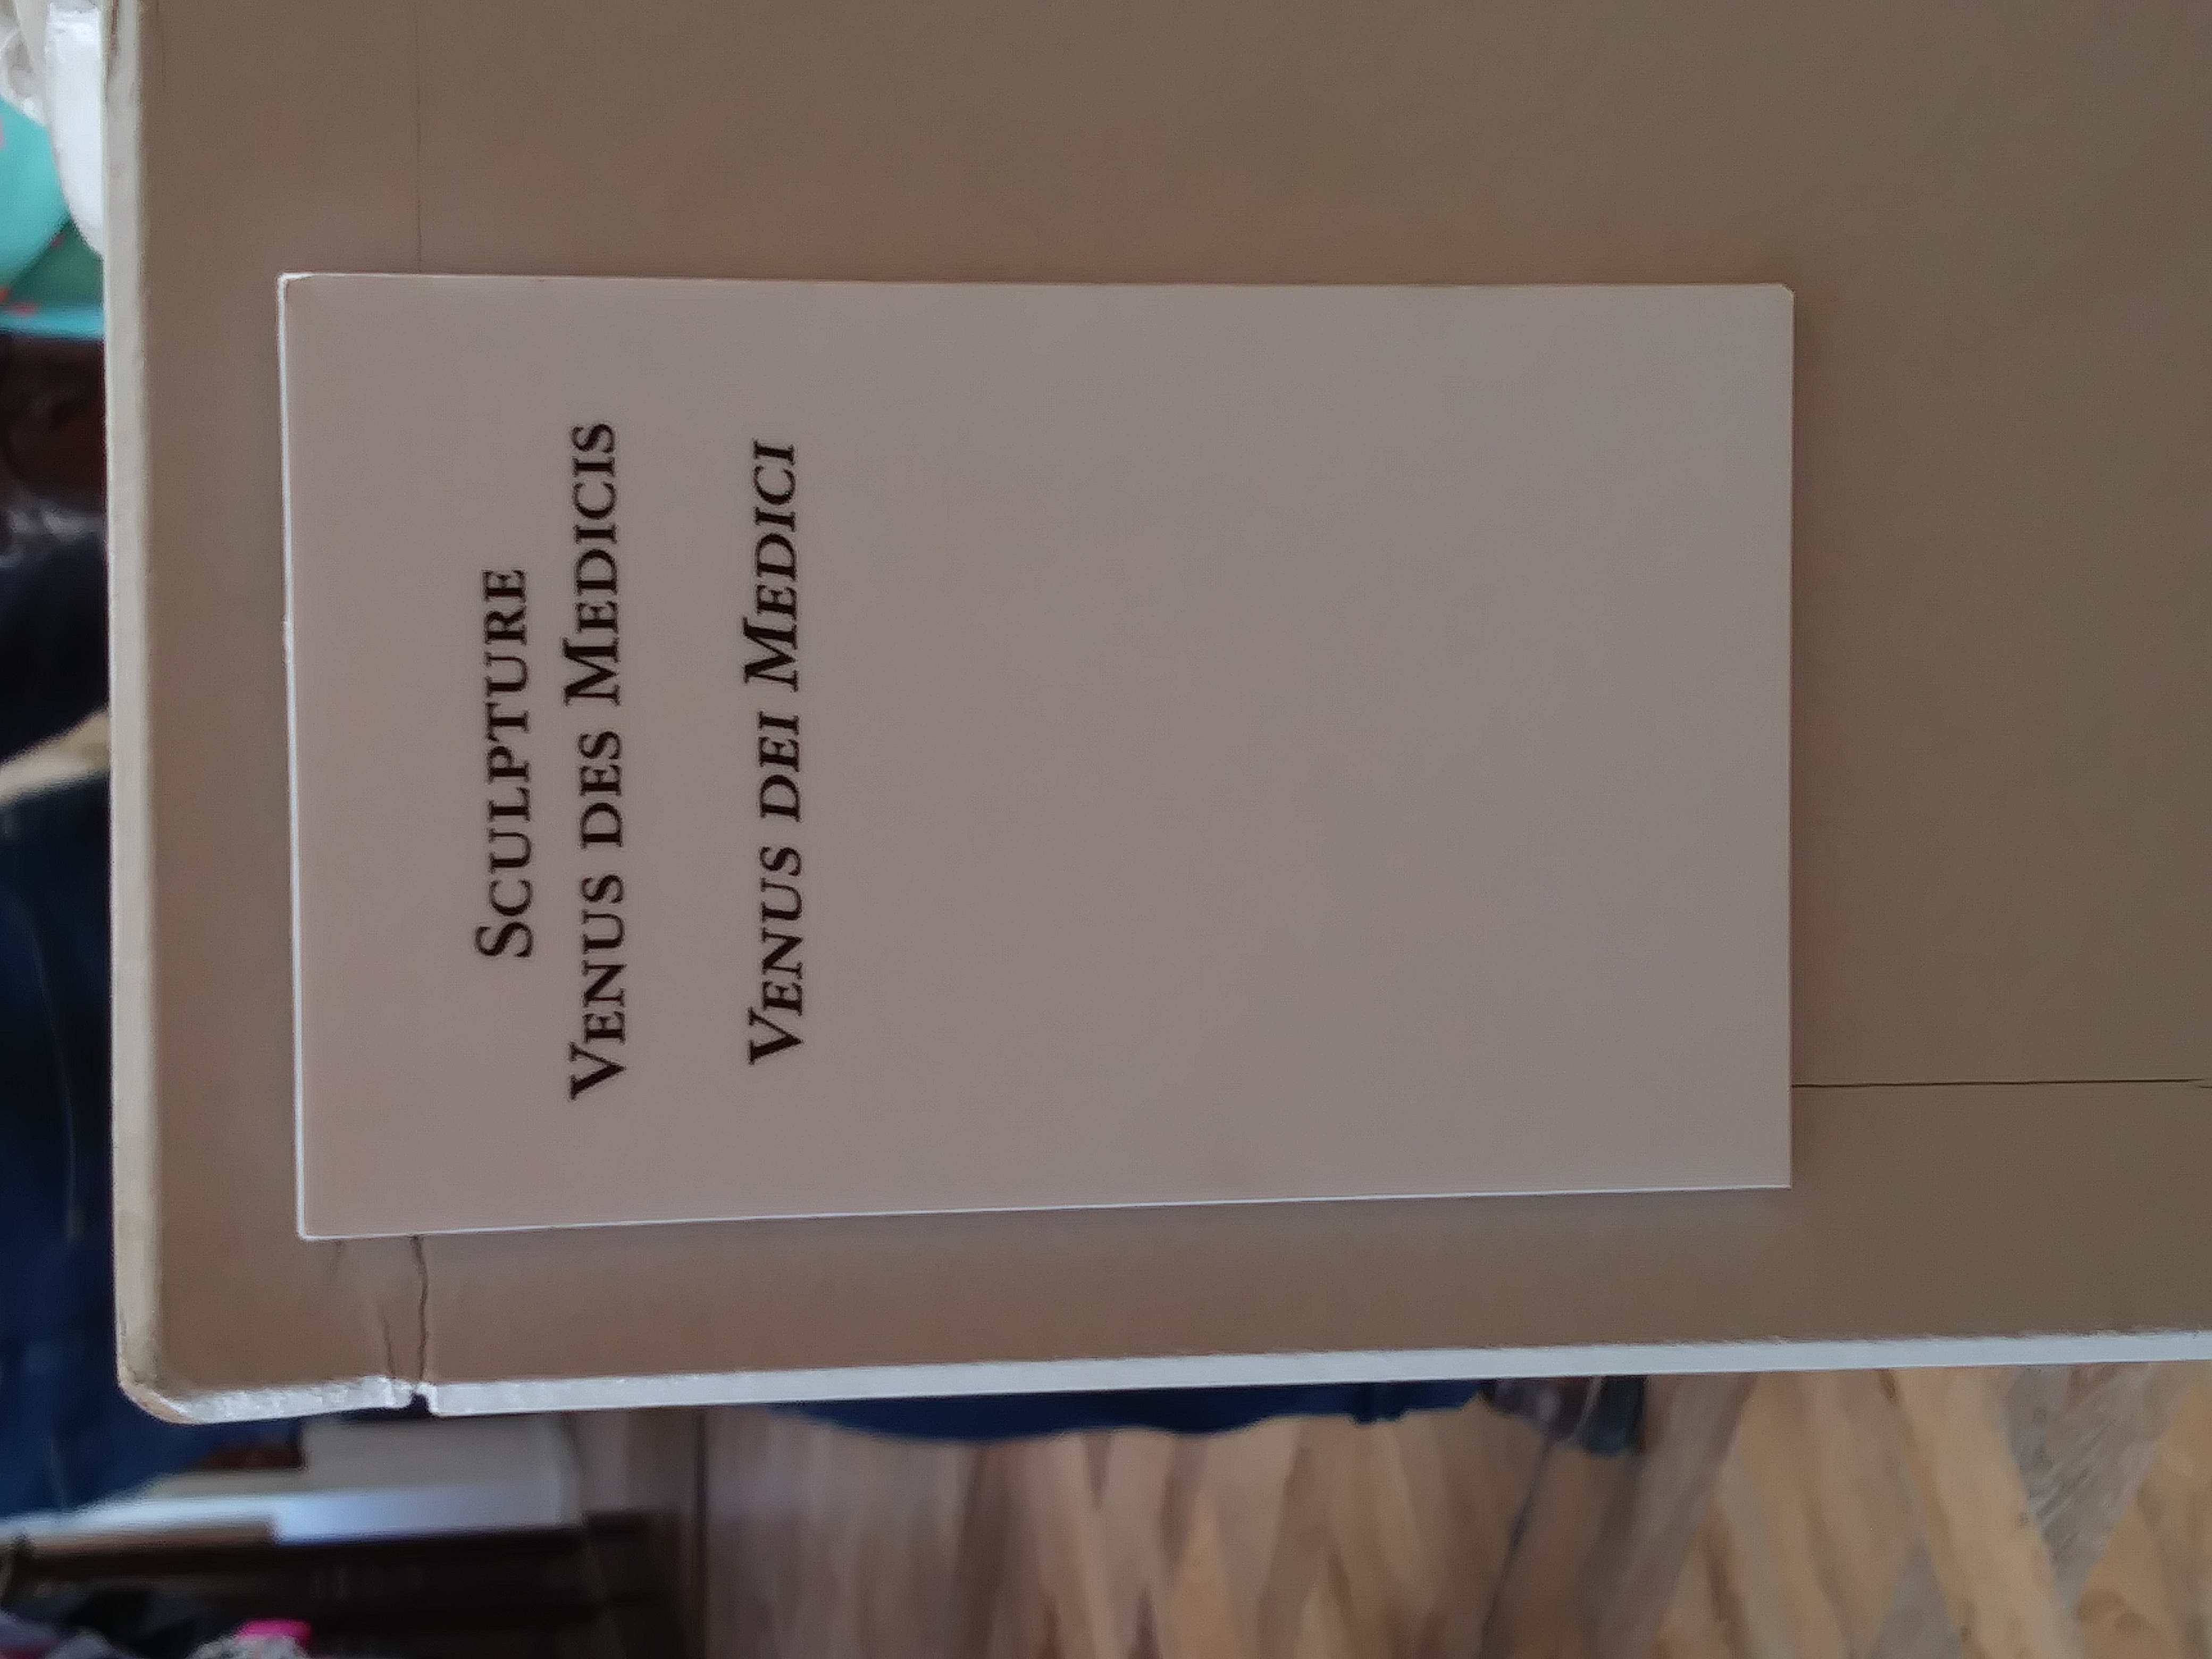 SCULPTURE
VENUS DES MEDICIS
VENUS DEI MEDICI